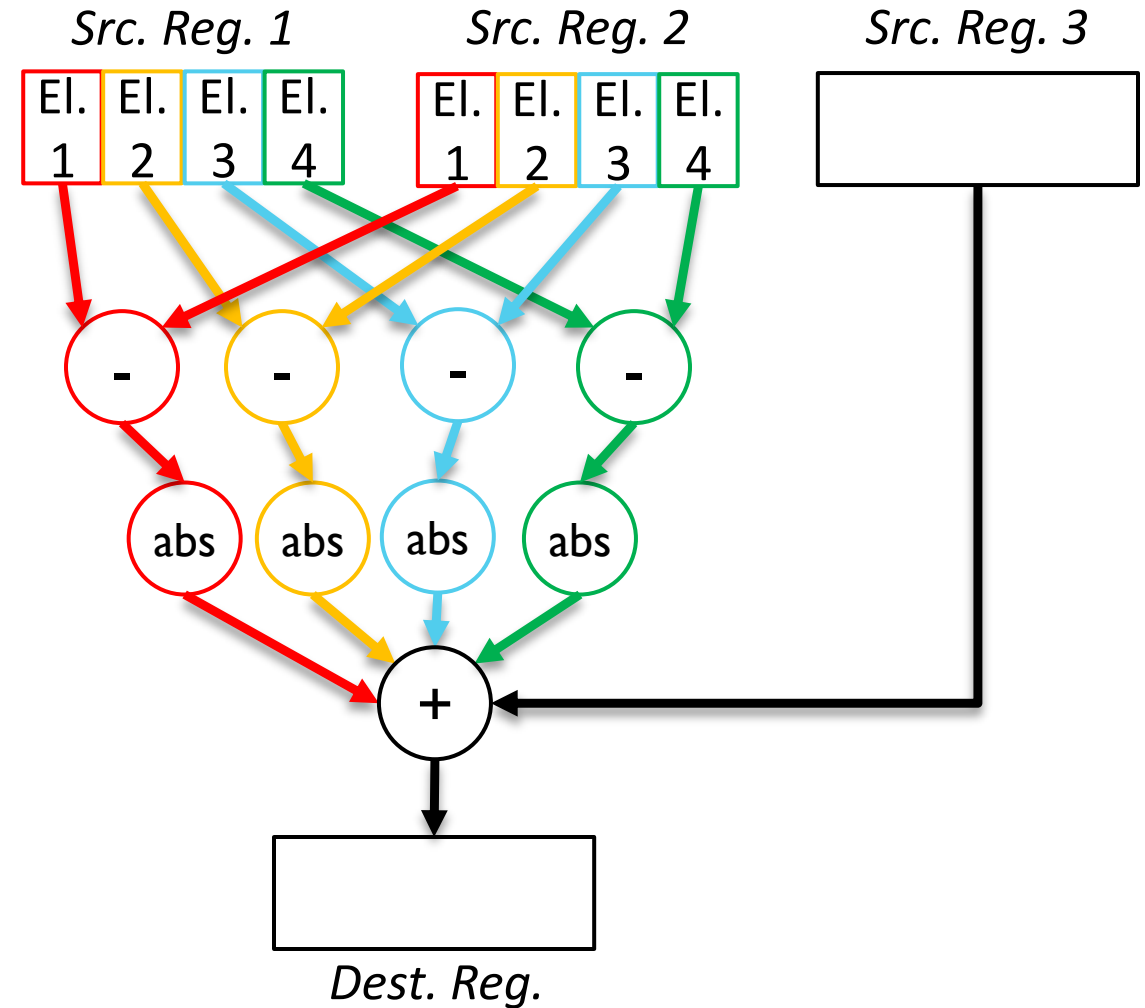 Src. Reg. 1
Src. Reg. 2
Src. Reg. 3
El. El. El. El.
1 2 3 4
El. El. El. El.
1 2 3 4
- - - -
abs abs abs abs
+
Dest. Reg.